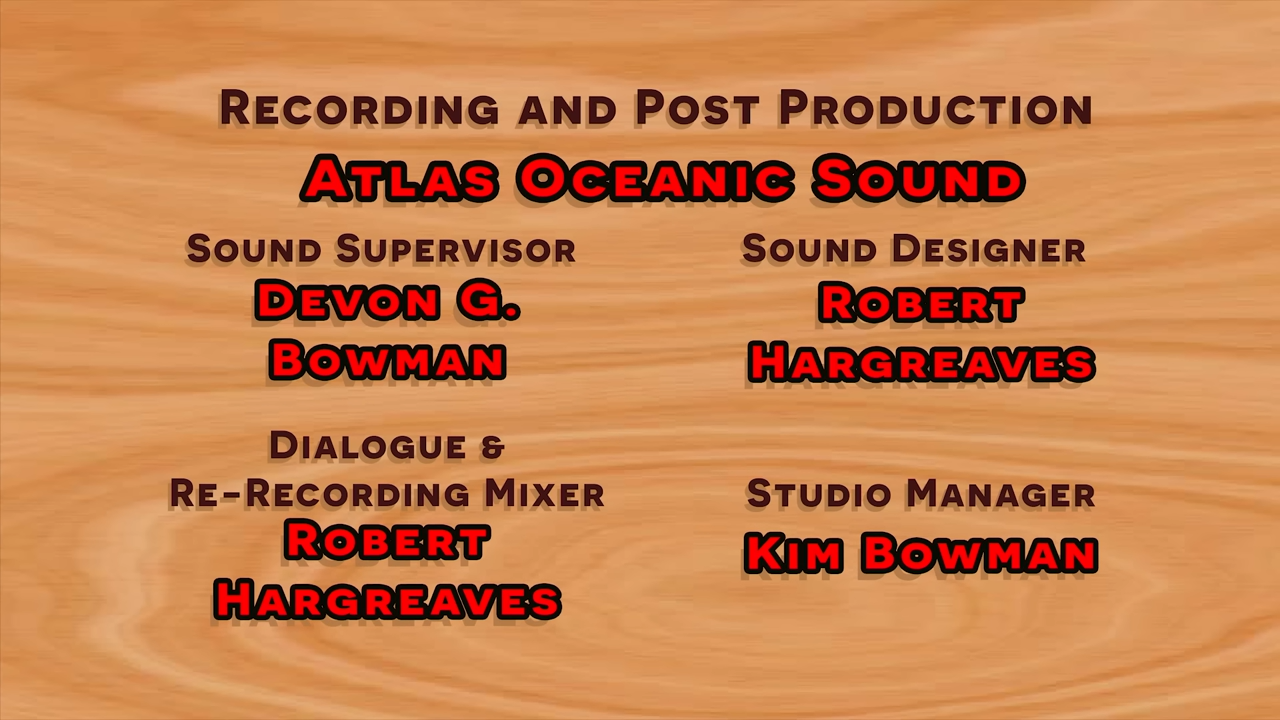 Recording and Post Production
Atlas Oceanic Sound
Sound Supervisor
Devon G.
Bowman
Sound Designer
Robert
Hargreaves
Dialogue &
Re-Recording Mixer
Robert
Hargreaves
Studio Manager
Kim Bowman